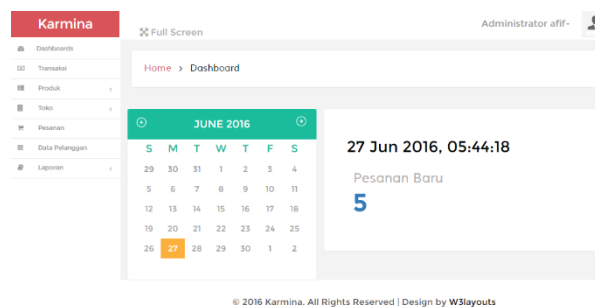 Karmina
Full Screen
Administrator afif-
Dashboards
Transaksi
Produk
Toko
Pesanan
Data Pelanggan
Laporan
Home > Dashboard
JUNE 2016
S M T W T F S
29 30 31 1 2 3 4
5 6 7 8 9 10 11
12 13 14 15 16 17 18
19 20 21 22 23 24 25
26 27 28 29 30 1 2
27 Jun 2016, 05:44:18
Pesanan Baru
5
© 2016 Karmina. All Rights Reserved | Design by W3layouts